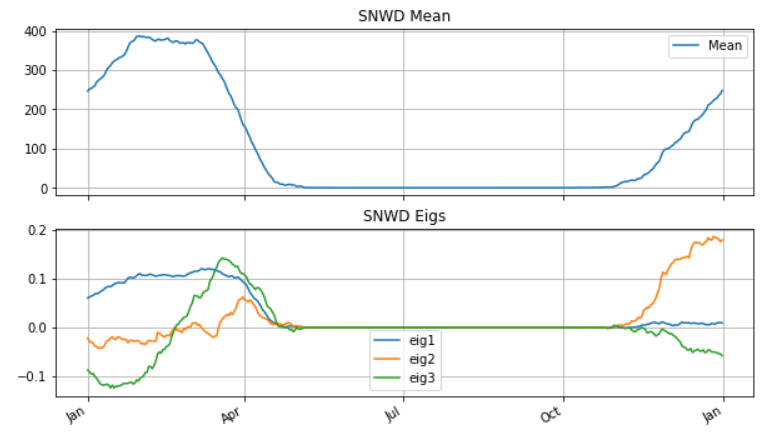 SNWD Mean
400
300
200
100
0
Mean
SNWD Eigs
0.2
0.1
0.0
−0.1
eig1
eig2
eig3
Jan
Apr
Jul
Oct
Jan